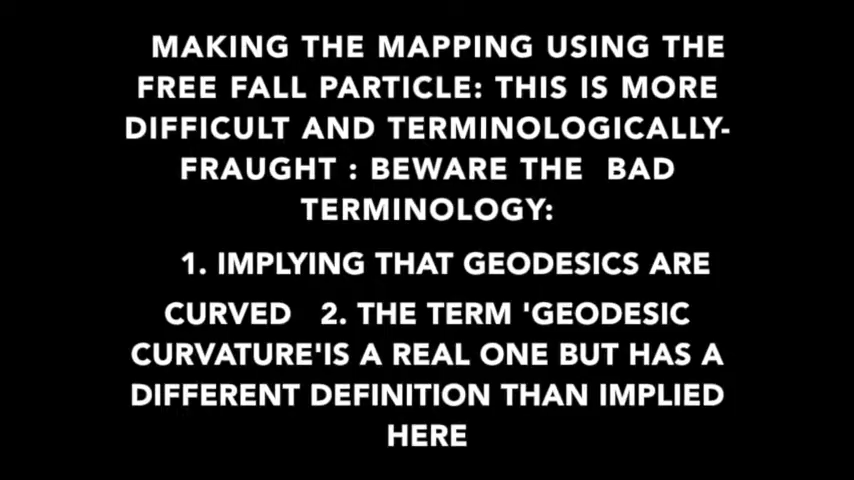 MAKING THE MAPPING USING THE
FREE FALL PARTICLE: THIS IS MORE
DIFFICULT AND TERMINOLOGICALLY-
FRAUGHT : BEWARE THE BAD
TERMINOLOGY:
1. IMPLYING THAT GEODESICS ARE
CURVED 2. THE TERM 'GEODESIC
CURVATURE'IS A REAL ONE BUT HAS A
DIFFERENT DEFINITION THAN IMPLIED
HERE